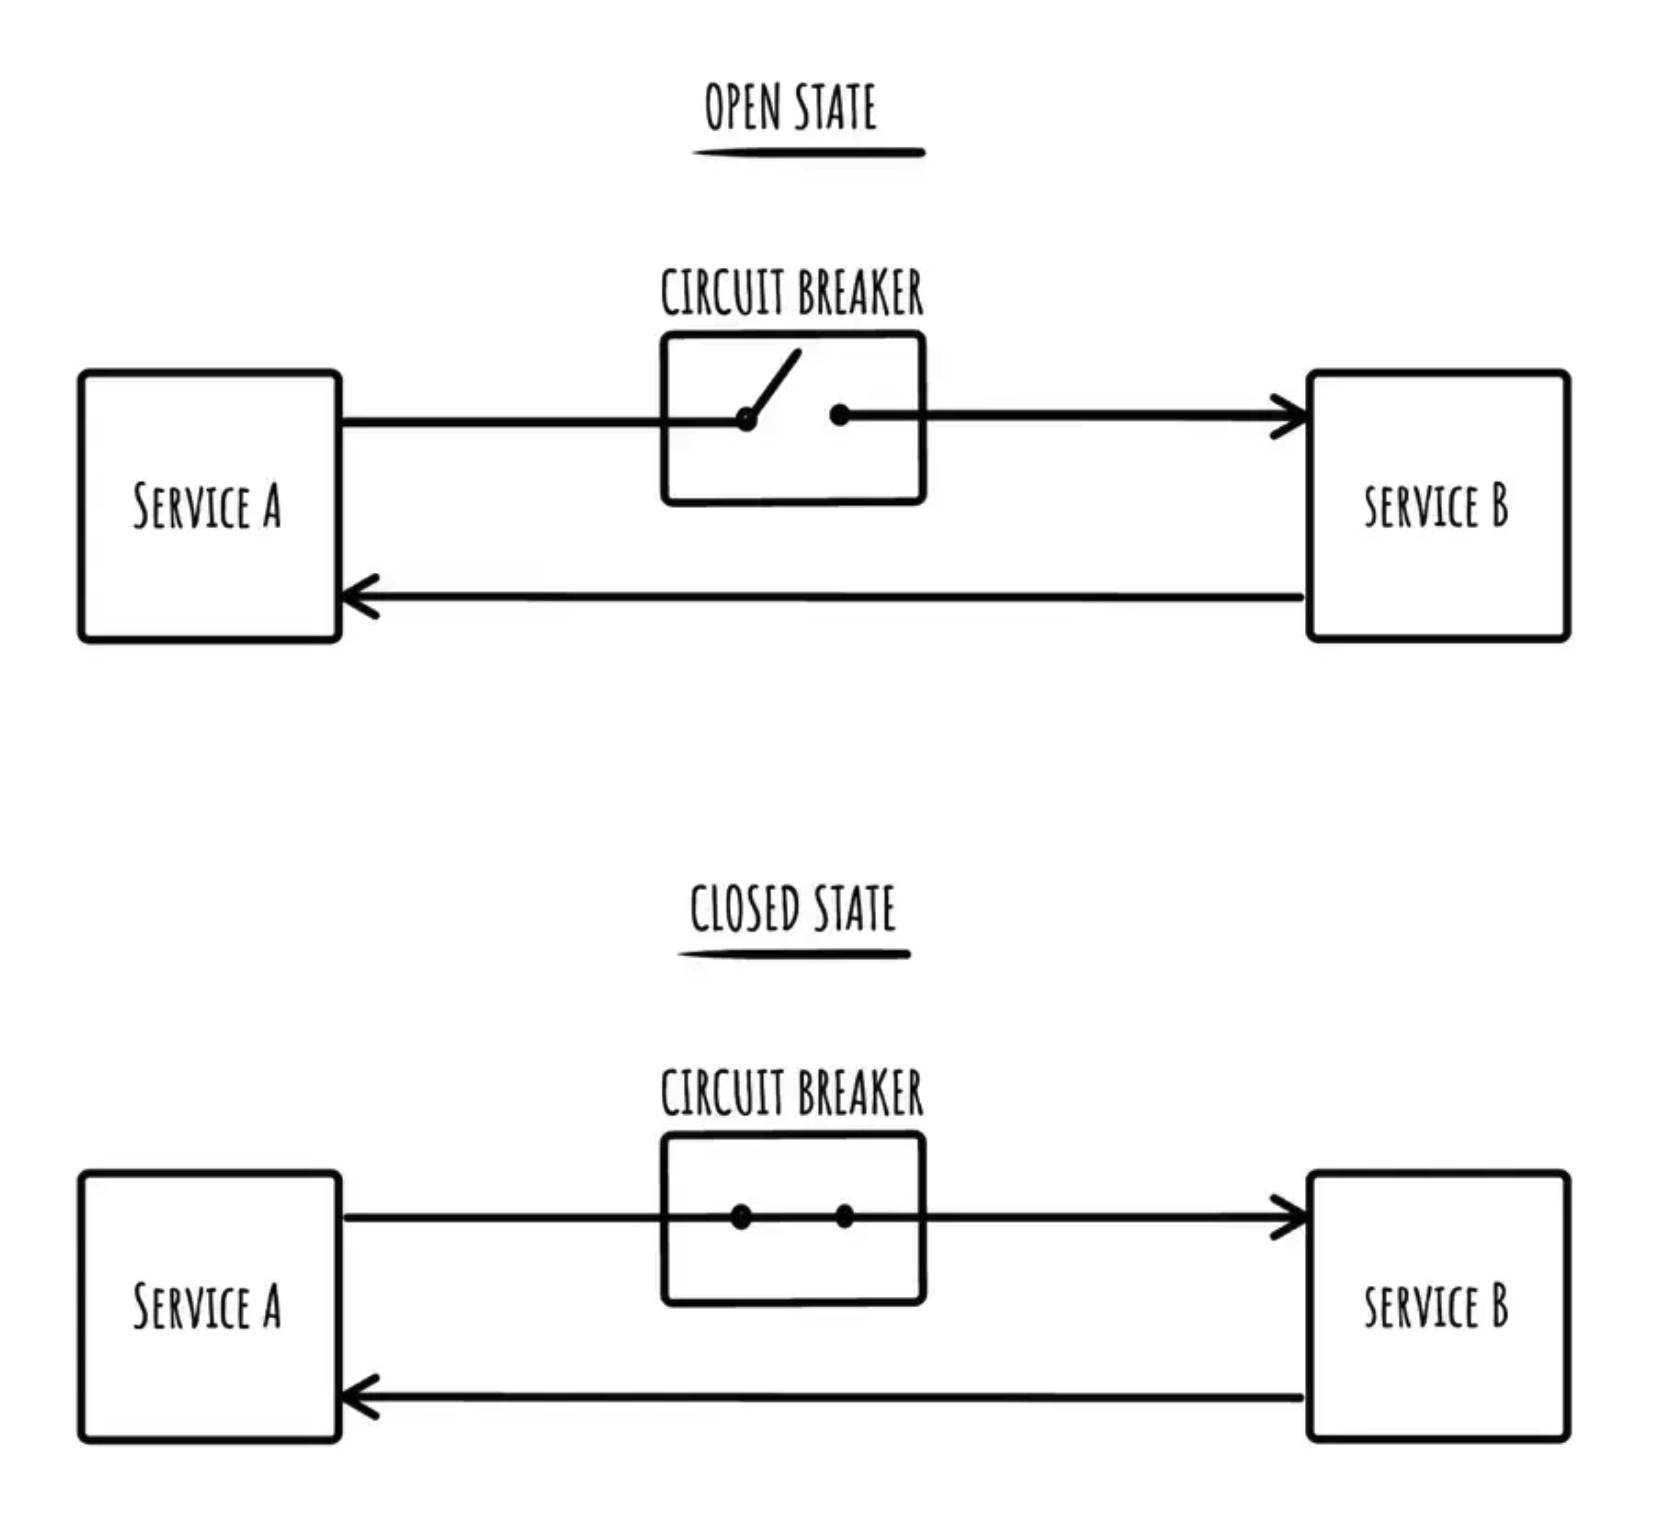 OPEN STATE
CIRCUIT BREAKER
SERVICE A
SERVICE B
CLOSED STATE
CIRCUIT BREAKER
SERVICE A
SERVICE B